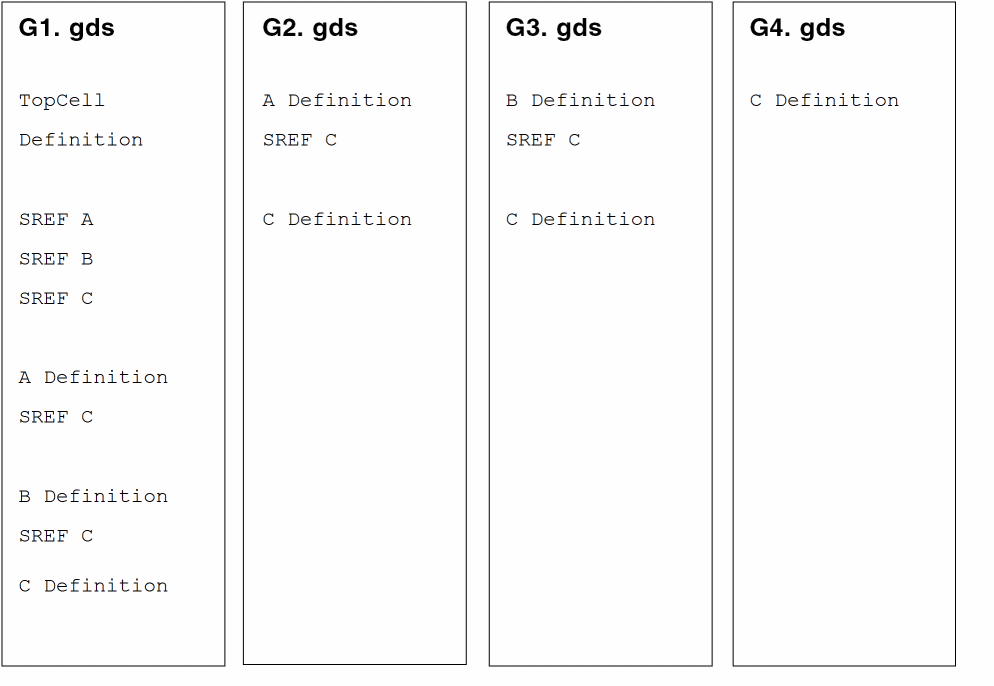 G1. gds
TopCell
Definition
SREF A
SREF B
SREF C
A Definition
SREF C
B Definition
SREF C
C Definition
G2. gds
A Definition
SREF C
C Definition
G3. gds
B Definition
SREF C
C Definition
G4. gds
C Definition